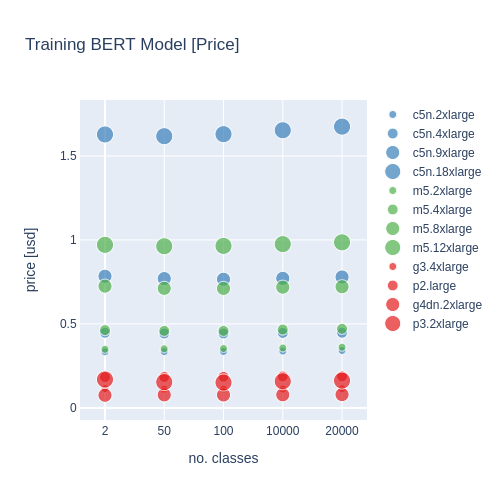 Training BERT Model [Price]
c5n.2xlarge
c5n.4xlarge
c5n.9xlarge
c5n.18xlarge
m5.2xlarge
m5.4xlarge
m5.8xlarge
m5.12xlarge
g3.4xlarge
p2.large
g4dn.2xlarge
p3.2xlarge
1.5
1
0.5
0
price [usd]
2 50 100 10000 20000
no. classes